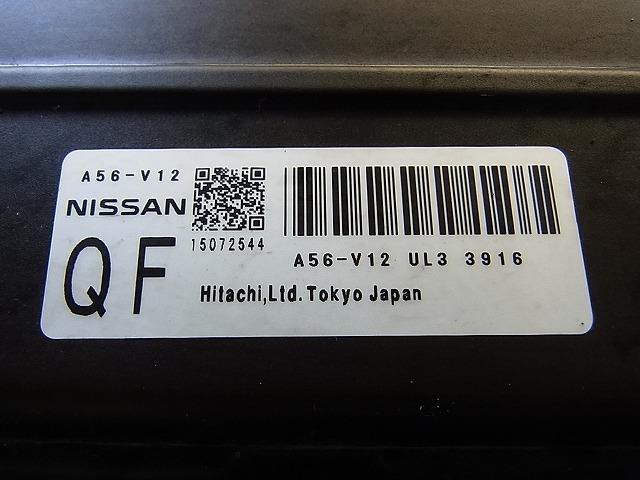 A56-V12
NISSAN
QF
15072544
A56-V12 UL3 3916
Hitachi,Ltd.Tokyo Japan